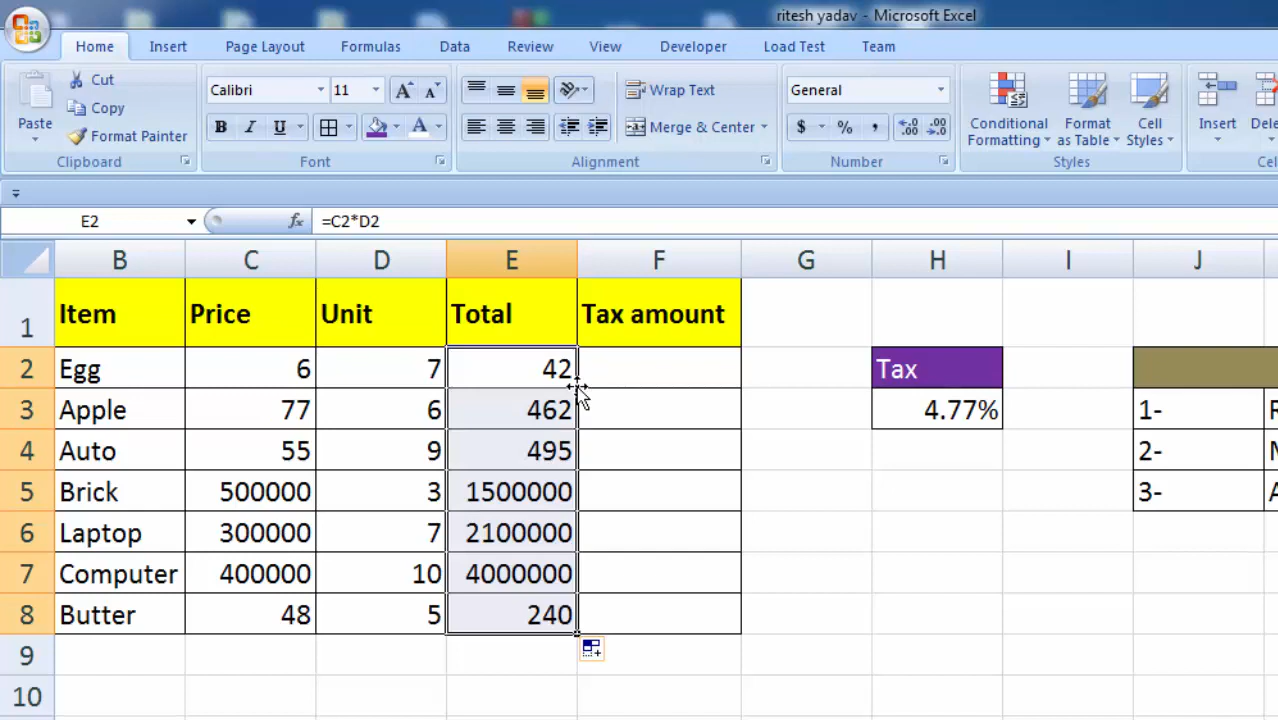 ritesh yadav - Microsoft Excel
Home Insert Page Layout Formulas Data Review View Developer Load Test Team
Paste
Cut
Copy
Format Painter
Clipboard
Calibri 11
B I U
Font
Wrap Text
Merge & Center
Alignment
General
$ % ,
Number
Conditional Formatting
Format as Table
Cell Styles
Styles
Insert
E2 fx =C2*D2
B C D E F G H I J
1 Item Price Unit Total Tax amount
2 Egg 6 7 42 Tax
3 Apple 77 6 462 4.77% 1-
4 Auto 55 9 495 2-
5 Brick 500000 3 1500000 3-
6 Laptop 300000 7 2100000
7 Computer 400000 10 4000000
8 Butter 48 5 240
9
10